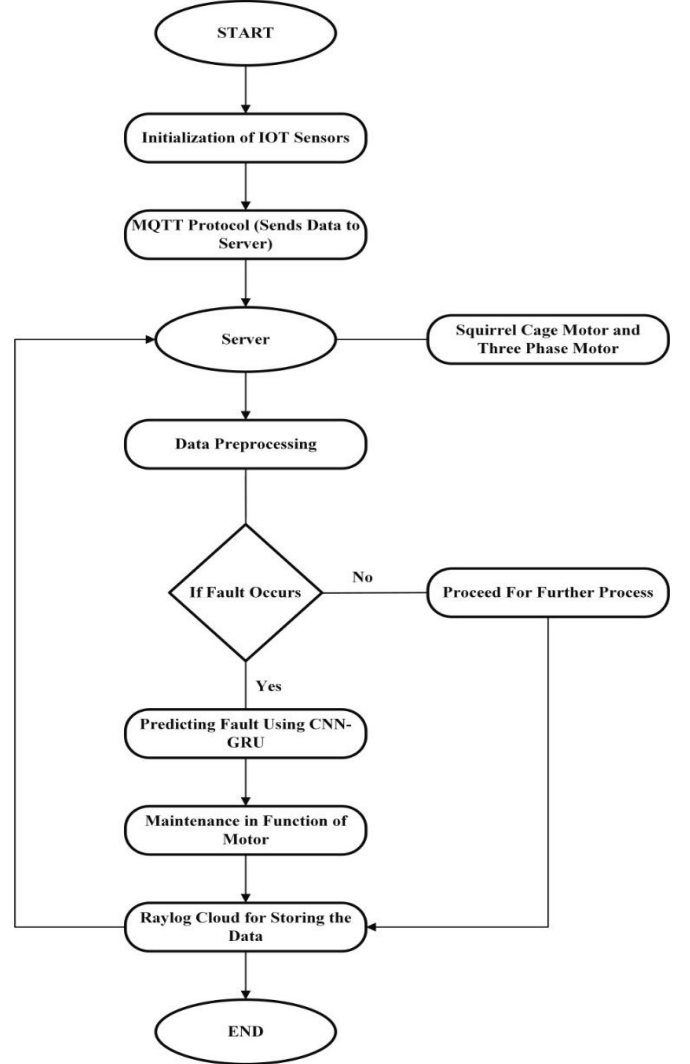 START
Initialization of IOT Sensors
MQTT Protocol (Sends Data to
Server)
Server
Squirrel Cage Motor and
Three Phase Motor
Data Preprocessing
If Fault Occurs
No
Proceed For Further Process
Yes
Predicting Fault Using CNN-
GRU
Maintenance in Function of
Motor
Raylog Cloud for Storing the
Data
END